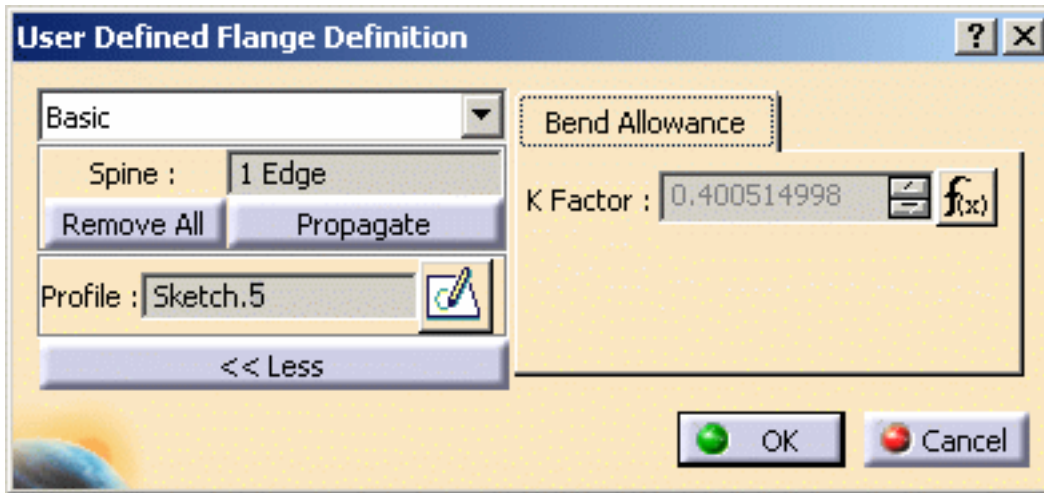 User Defined Flange Definition
Basic
Spine : 1 Edge
Remove All Propagate
Profile : Sketch.5
<< Less
Bend Allowance
K Factor : 0.400514998 f(x)
OK Cancel